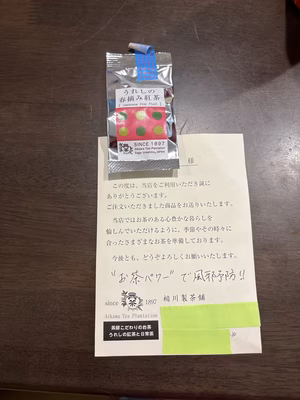 うれしの
春摘み紅茶
SINCE 1897
Aikawa Tea Plantation
様
この度は、当店をご利用いただき誠に
ありがとうございます。
ご注文いただきました商品をお送りいたします。
当店ではお茶のある心豊かな暮らしを
愉しんでいただけるように、季節やその時々に
合ったさまざまなお茶を準備しております。
今後とも、どうぞよろしくお願いいたします。
"お茶パワー"で風邪予防!!
since 茶 1897 相川製茶舗
Aikawa Tea Plantation
茶師こだわりのお茶
うれしの紅茶と日常茶